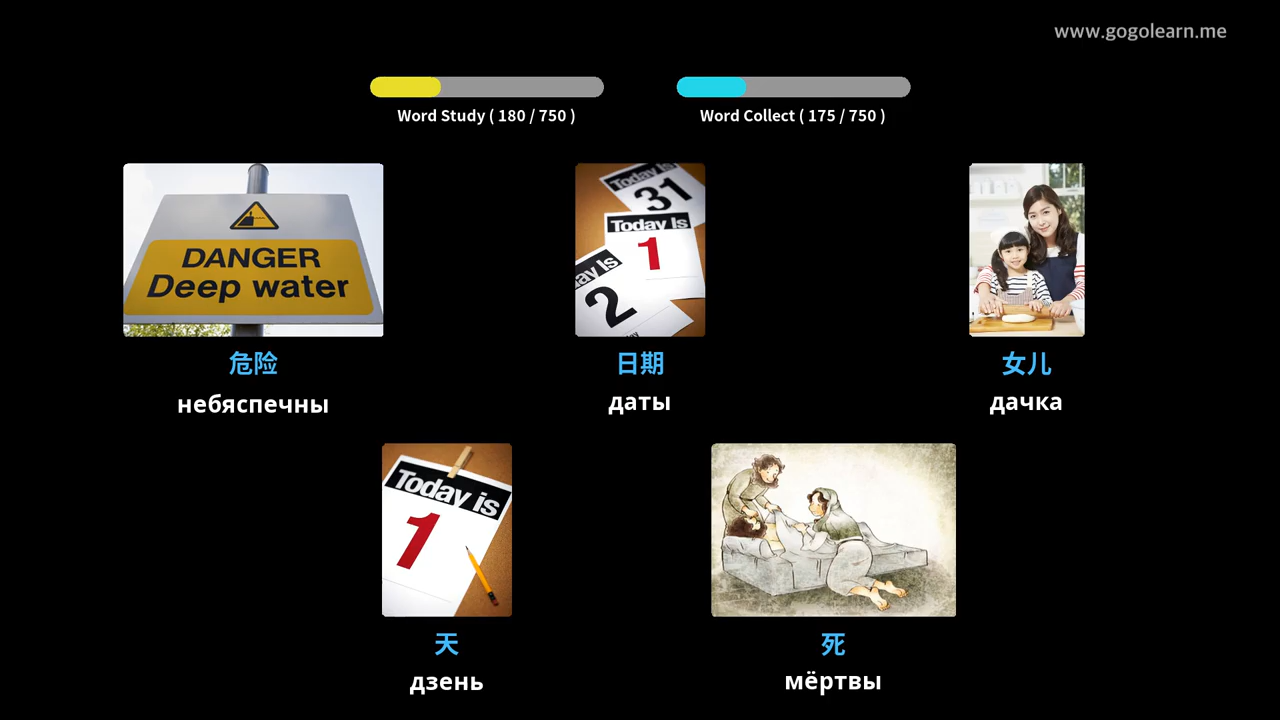 www.gogolearn.me
Word Study ( 180 / 750 )
Word Collect ( 175 / 750 )
DANGER
Deep water
Today is
31
Today is
1
ay Is
2
危险
日期
女儿
небяспечны
даты
дачка
Today is
1
天
死
дзень
мёртвы